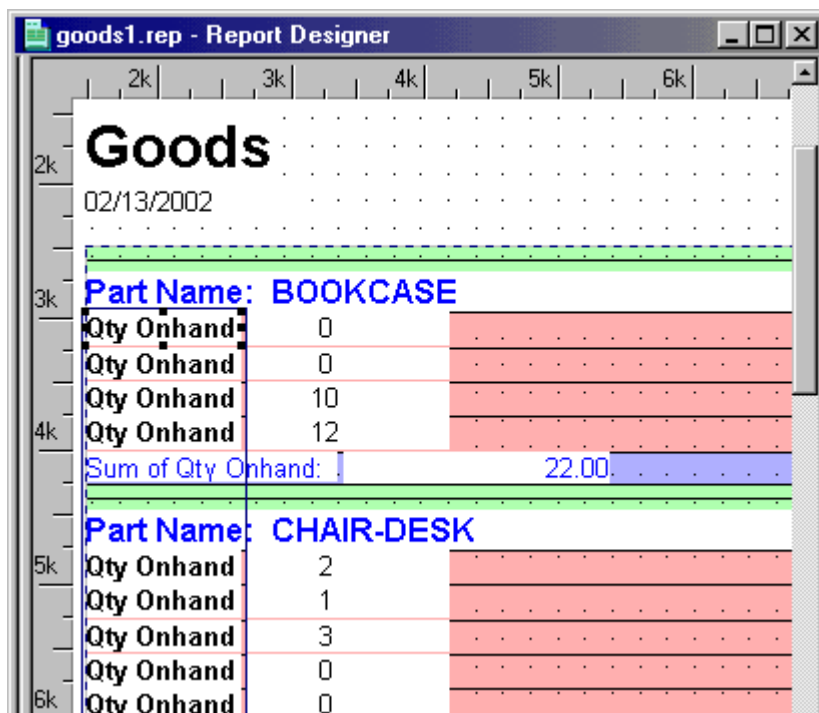 goods1.rep - Report Designer
2k 3k 4k 5k 6k
2k
Goods
02/13/2002
3k
Part Name: BOOKCASE
Qty Onhand 0
Qty Onhand 0
Qty Onhand 10
4k
Qty Onhand 12
Sum of Qty Onhand: 22.00
Part Name: CHAIR-DESK
5k
Qty Onhand 2
Qty Onhand 1
Qty Onhand 3
Qty Onhand 0
6k
Qty Onhand 0